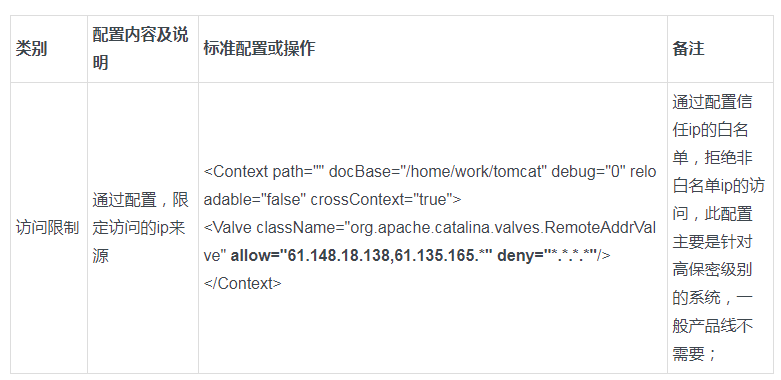 类别
配置内容及说
明
标准配置或操作
备注
访问限制
通过配置，限
定访问的ip来
源
<Context path="" docBase="/home/work/tomcat" debug="0" relo
adable="false" crossContext="true">
<Valve className="org.apache.catalina.valves.RemoteAddrVal
ve" allow="61.148.18.138,61.135.165.*" deny="*.*.*.*"/>
</Context>
通过配置信
任ip的白名
单，拒绝非
白名单ip的访
问，此配置
主要是针对
高保密级别
的系统，一
般产品线不
需要；